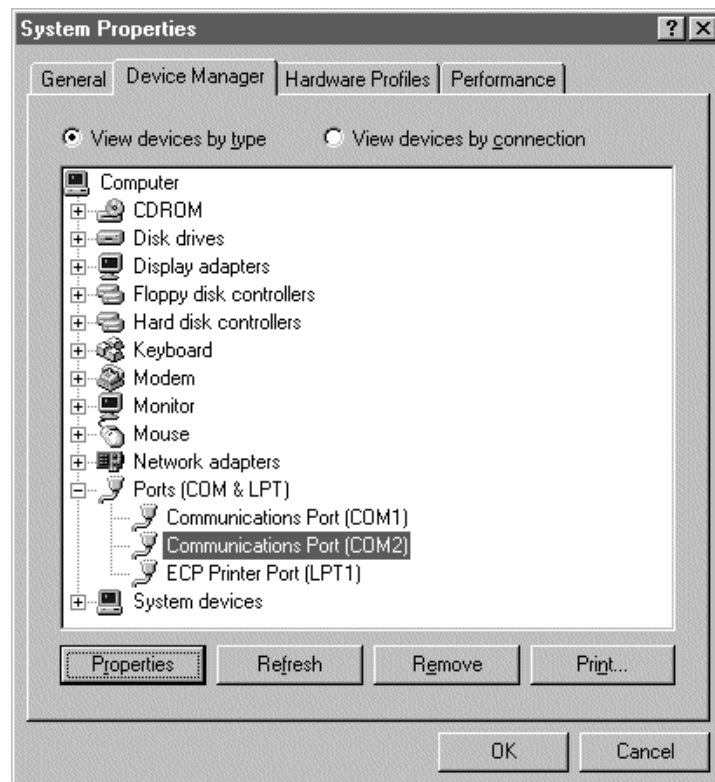 System Properties
General Device Manager Hardware Profiles Performance
View devices by type View devices by connection
Computer
CDROM
Disk drives
Display adapters
Floppy disk controllers
Hard disk controllers
Keyboard
Modem
Monitor
Mouse
Network adapters
Ports (COM & LPT)
Communications Port (COM1)
Communications Port (COM2)
ECP Printer Port (LPT1)
System devices
Properties Refresh Remove Print...
OK Cancel